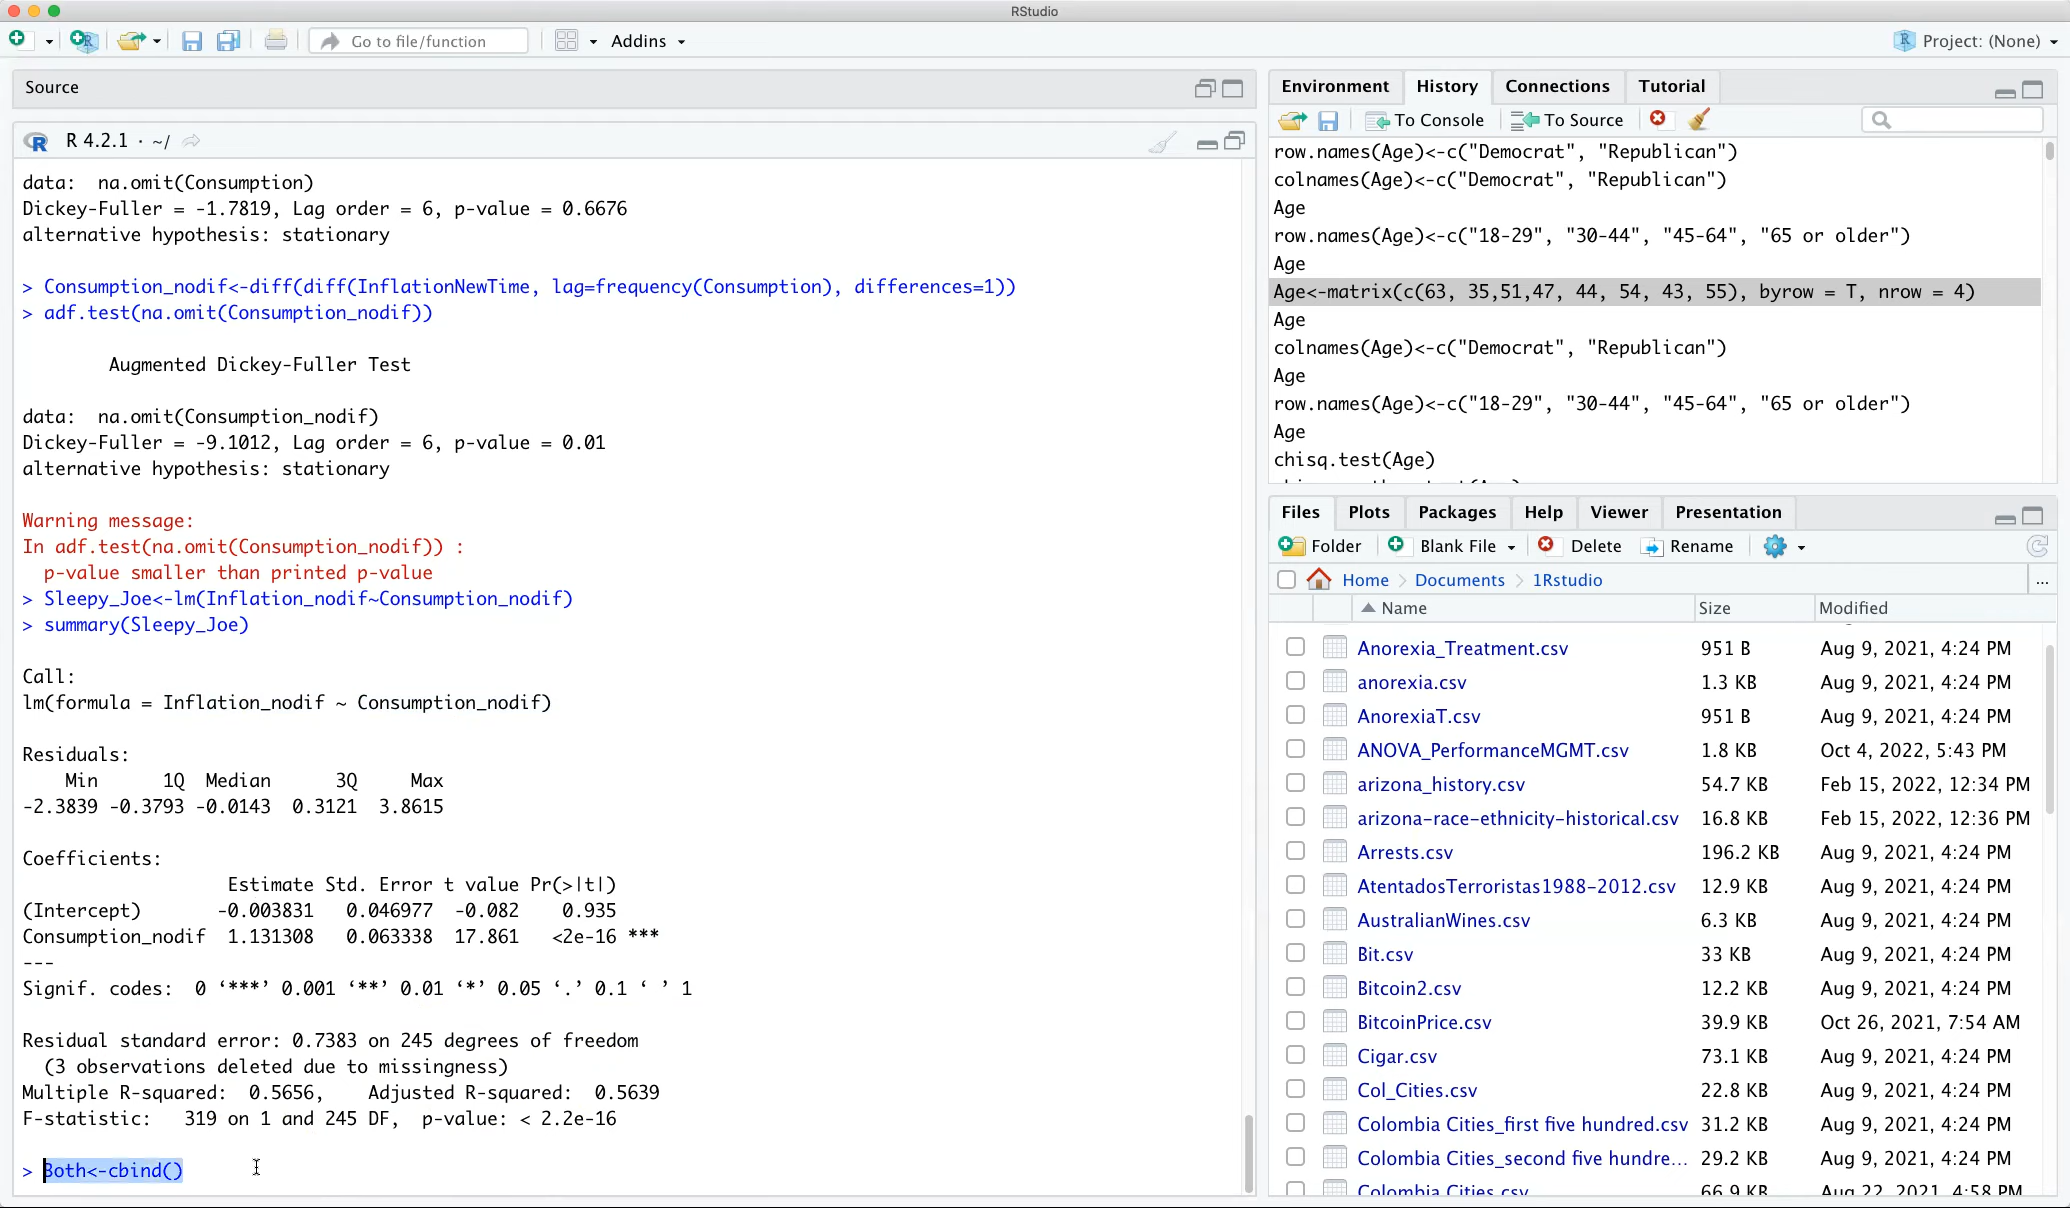 RStudio
Go to file/function
Addins
Project: (None)
Source
R 4.2.1 · ~/
data:  na.omit(Consumption)
Dickey-Fuller = -1.7819, Lag order = 6, p-value = 0.6676
alternative hypothesis: stationary
> Consumption_nodif<-diff(diff(InflationNewTime, lag=frequency(Consumption), differences=1))
> adf.test(na.omit(Consumption_nodif))
Augmented Dickey-Fuller Test
data:  na.omit(Consumption_nodif)
Dickey-Fuller = -9.1012, Lag order = 6, p-value = 0.01
alternative hypothesis: stationary
Warning message:
In adf.test(na.omit(Consumption_nodif)) :
p-value smaller than printed p-value
> Sleepy_Joe<-lm(Inflation_nodif~Consumption_nodif)
> summary(Sleepy_Joe)
Call:
lm(formula = Inflation_nodif ~ Consumption_nodif)
Residuals:
Min      1Q  Median      3Q     Max
-2.3839 -0.3793 -0.0143  0.3121  3.8615
Coefficients:
Estimate Std. Error t value Pr(>|t|)
(Intercept)       -0.003831   0.046977  -0.082    0.935
Consumption_nodif  1.131308   0.063338  17.861   <2e-16 ***
---
Signif. codes:  0 ‘***’ 0.001 ‘**’ 0.01 ‘*’ 0.05 ‘.’ 0.1 ‘ ’ 1
Residual standard error: 0.7383 on 245 degrees of freedom
(3 observations deleted due to missingness)
Multiple R-squared:  0.5656,    Adjusted R-squared:  0.5639
F-statistic:   319 on 1 and 245 DF,  p-value: < 2.2e-16
> Both<-cbind()
Environment History Connections Tutorial
To Console To Source
row.names(Age)<-c("Democrat", "Republican")
colnames(Age)<-c("Democrat", "Republican")
Age
row.names(Age)<-c("18-29", "30-44", "45-64", "65 or older")
Age
Age<-matrix(c(63, 35,51,47, 44, 54, 43, 55), byrow = T, nrow = 4)
Age
colnames(Age)<-c("Democrat", "Republican")
Age
row.names(Age)<-c("18-29", "30-44", "45-64", "65 or older")
Age
chisq.test(Age)
Files Plots Packages Help Viewer Presentation
Folder Blank File Delete Rename
Home Documents 1Rstudio ...
Name Size Modified
Anorexia_Treatment.csv 951 B Aug 9, 2021, 4:24 PM
anorexia.csv 1.3 KB Aug 9, 2021, 4:24 PM
AnorexiaT.csv 951 B Aug 9, 2021, 4:24 PM
ANOVA_PerformanceMGMT.csv 1.8 KB Oct 4, 2022, 5:43 PM
arizona_history.csv 54.7 KB Feb 15, 2022, 12:34 PM
arizona-race-ethnicity-historical.csv 16.8 KB Feb 15, 2022, 12:36 PM
Arrests.csv 196.2 KB Aug 9, 2021, 4:24 PM
AtentadosTerroristas1988-2012.csv 12.9 KB Aug 9, 2021, 4:24 PM
AustralianWines.csv 6.3 KB Aug 9, 2021, 4:24 PM
Bit.csv 33 KB Aug 9, 2021, 4:24 PM
Bitcoin2.csv 12.2 KB Aug 9, 2021, 4:24 PM
BitcoinPrice.csv 39.9 KB Oct 26, 2021, 7:54 AM
Cigar.csv 73.1 KB Aug 9, 2021, 4:24 PM
Col_Cities.csv 22.8 KB Aug 9, 2021, 4:24 PM
Colombia Cities_first five hundred.csv 31.2 KB Aug 9, 2021, 4:24 PM
Colombia Cities_second five hundre... 29.2 KB Aug 9, 2021, 4:24 PM
Colombia Cities.csv 66.9 KB Aug 22, 2021, 4:58 PM